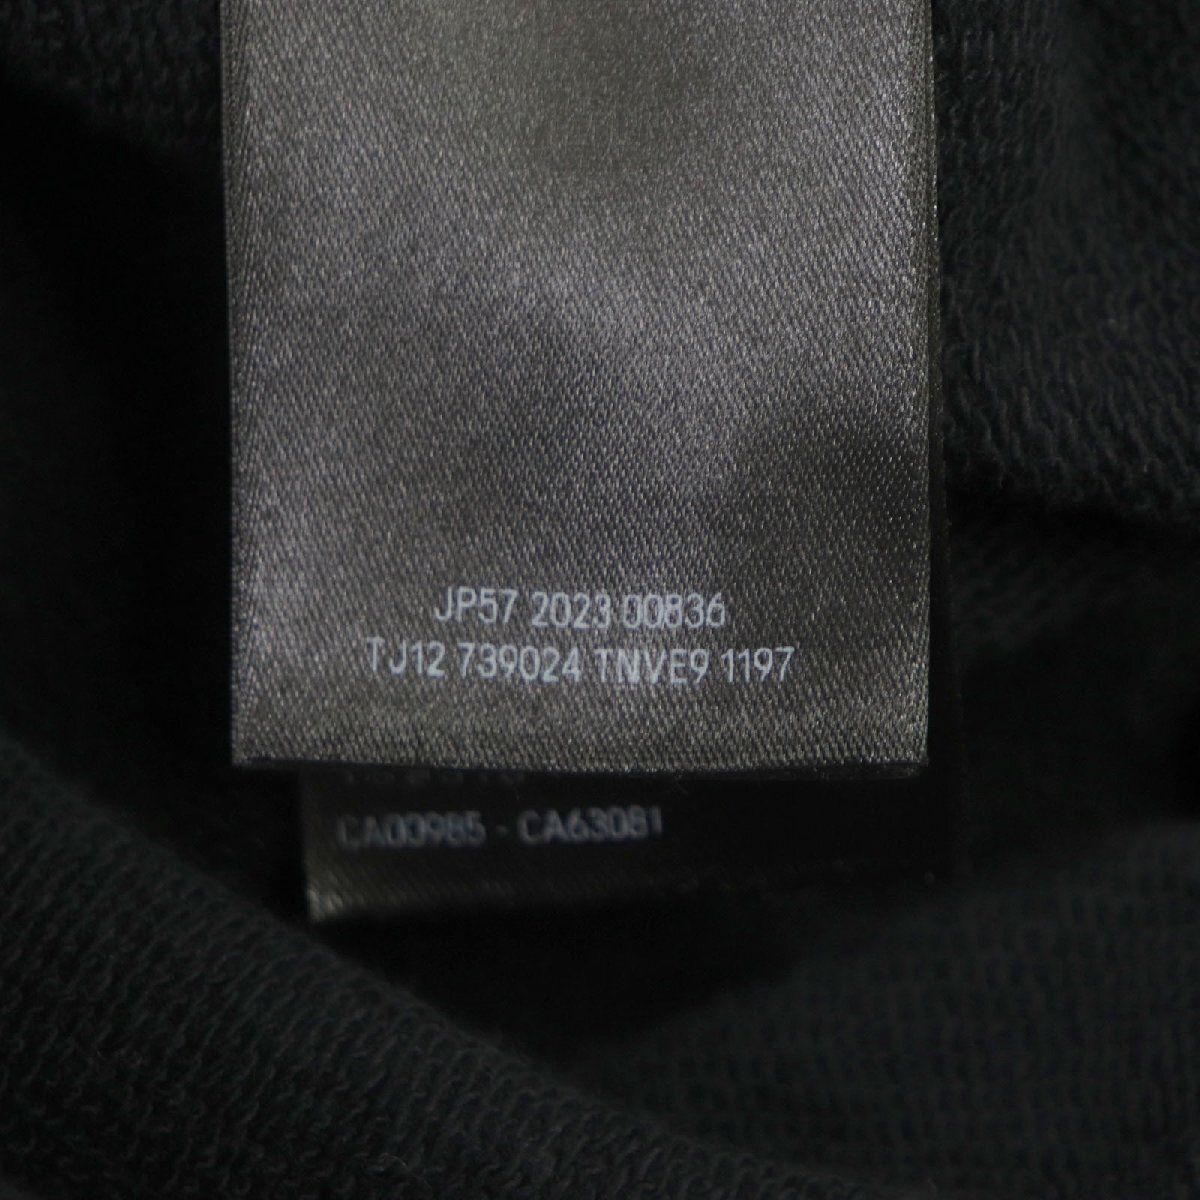 JP57 2023 00836
TJ12 739024 TNVE9 1197
CA00985 - CA63081